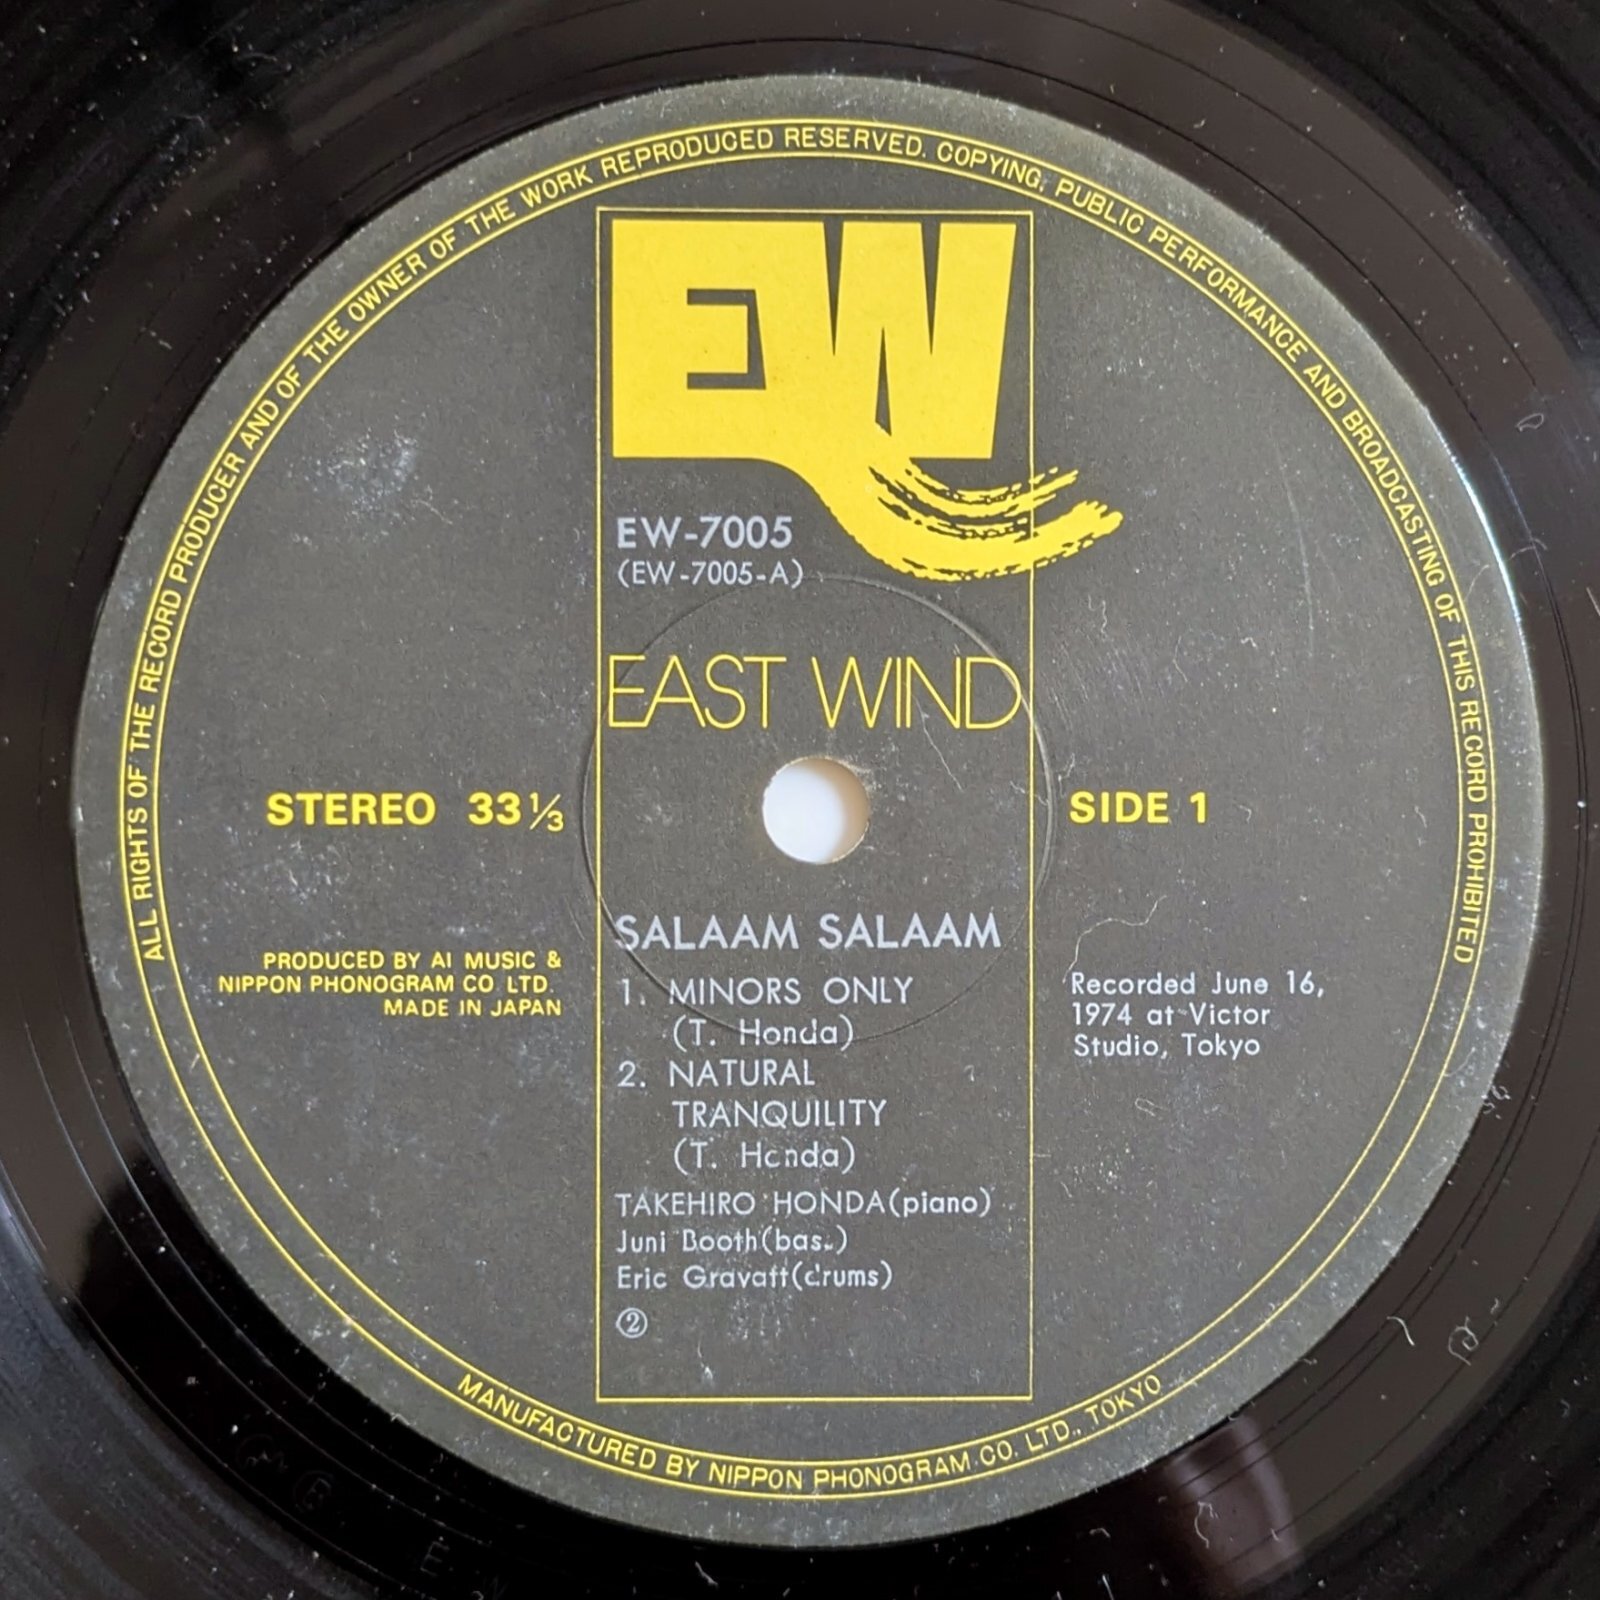 ALL RIGHTS OF THE RECORD PRODUCER AND OF THE OWNER OF THE WORK REPRODUCED RESERVED. COPYING, PUBLIC PERFORMANCE AND BROADCASTING OF THIS RECORD PROHIBITED
EW
EW-7005
(EW-7005-A)
EAST WIND
STEREO 33⅓
SIDE 1
PRODUCED BY AI MUSIC &
NIPPON PHONOGRAM CO LTD.
MADE IN JAPAN
SALAAM SALAAM
1. MINORS ONLY
(T. Honda)
2. NATURAL
TRANQUILITY
(T. Honda)
TAKEHIRO HONDA(piano)
Juni Booth(bass)
Eric Gravatt(drums)
②
Recorded June 16,
1974 at Victor
Studio, Tokyo
MANUFACTURED BY NIPPON PHONOGRAM CO. LTD., TOKYO